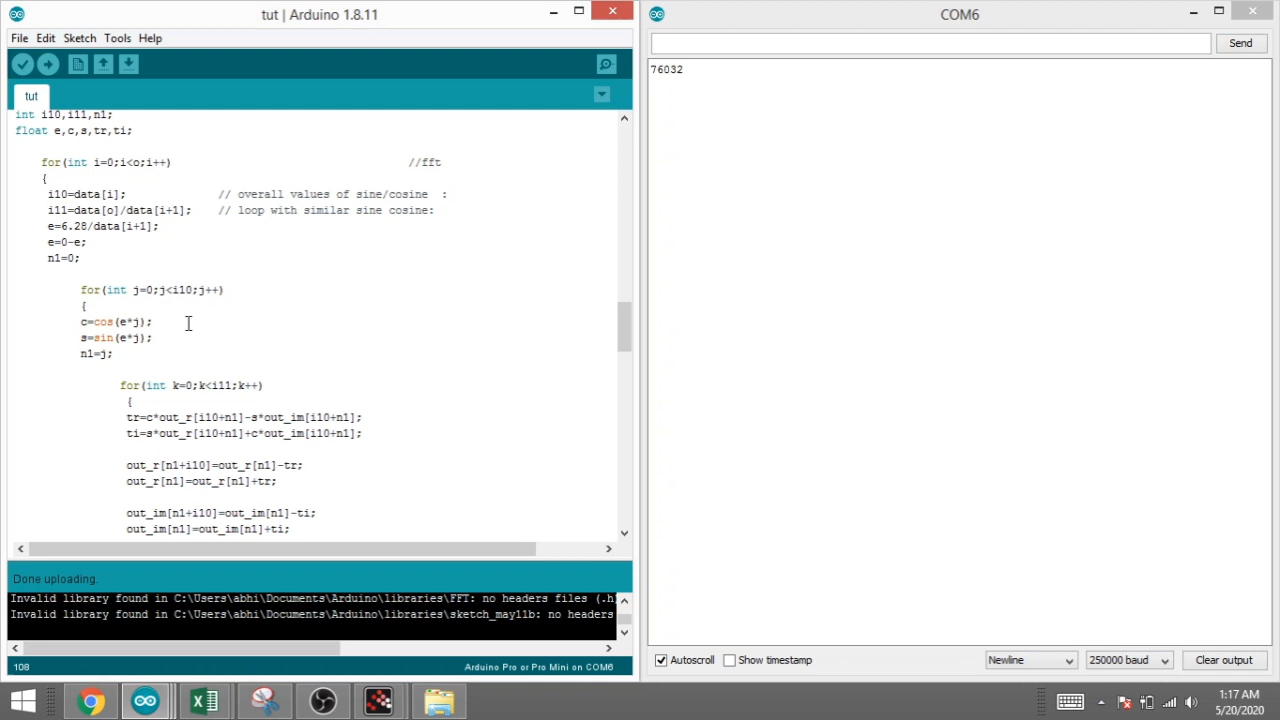 tut | Arduino 1.8.11
File Edit Sketch Tools Help
tut
int i10,i11,n1;
float e,c,s,tr,ti;
for(int i=0;i<o;i++) //fft
{
i10=data[i]; // overall values of sine/cosine :
i11=data[o]/data[i+1]; // loop with similar sine cosine:
e=6.28/data[i+1];
e=0-e;
n1=0;
for(int j=0;j<i10;j++)
{
c=cos(e*j);
s=sin(e*j);
n1=j;
for(int k=0;k<i11;k++)
{
tr=c*out_r[i10+n1]-s*out_im[i10+n1];
ti=s*out_r[i10+n1]+c*out_im[i10+n1];
out_r[n1+i10]=out_r[n1]-tr;
out_r[n1]=out_r[n1]+tr;
out_im[n1+i10]=out_im[n1]-ti;
out_im[n1]=out_im[n1]+ti;
Done uploading.
Invalid library found in C:\Users\abhi\Documents\Arduino\libraries\FFT: no headers files (.h)
Invalid library found in C:\Users\abhi\Documents\Arduino\libraries\sketch_may11b: no headers
108 Arduino Pro or Pro Mini on COM6
COM6
Send
76032
Autoscroll Show timestamp Newline 250000 baud Clear output
1:17 AM
5/20/2020